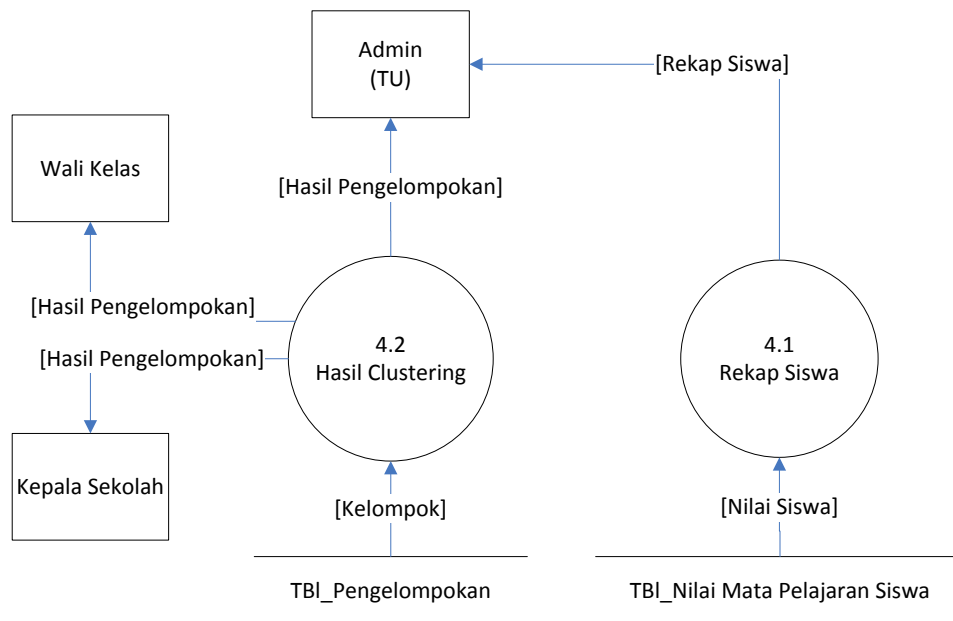 Admin
(TU)
[Rekap Siswa]
Wali Kelas
[Hasil Pengelompokan]
[Hasil Pengelompokan]
[Hasil Pengelompokan]
4.2
Hasil Clustering
4.1
Rekap Siswa
Kepala Sekolah
[Kelompok]
[Nilai Siswa]
TBl_Pengelompokan
TBl_Nilai Mata Pelajaran Siswa